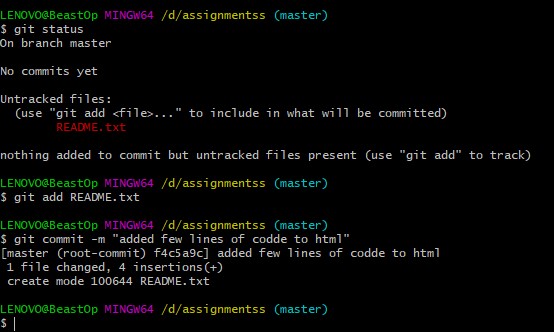 LENOVO@BeastOp MINGW64 /d/assignmentss (master)
$ git status
On branch master
No commits yet
Untracked files:
(use "git add <file>..." to include in what will be committed)
README.txt
nothing added to commit but untracked files present (use "git add" to track)
LENOVO@BeastOp MINGW64 /d/assignmentss (master)
$ git add README.txt
LENOVO@BeastOp MINGW64 /d/assignmentss (master)
$ git commit -m "added few lines of codde to html"
[master (root-commit) f4c5a9c] added few lines of codde to html
1 file changed, 4 insertions(+)
create mode 100644 README.txt
LENOVO@BeastOp MINGW64 /d/assignmentss (master)
$